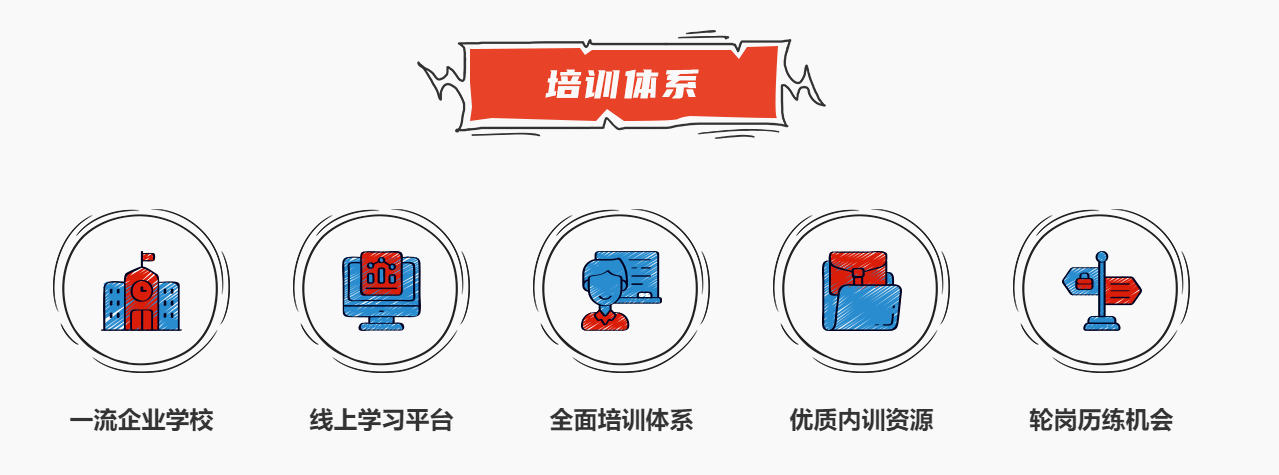 培训体系
一流企业学校
线上学习平台
全面培训体系
优质内训资源
轮岗历练机会